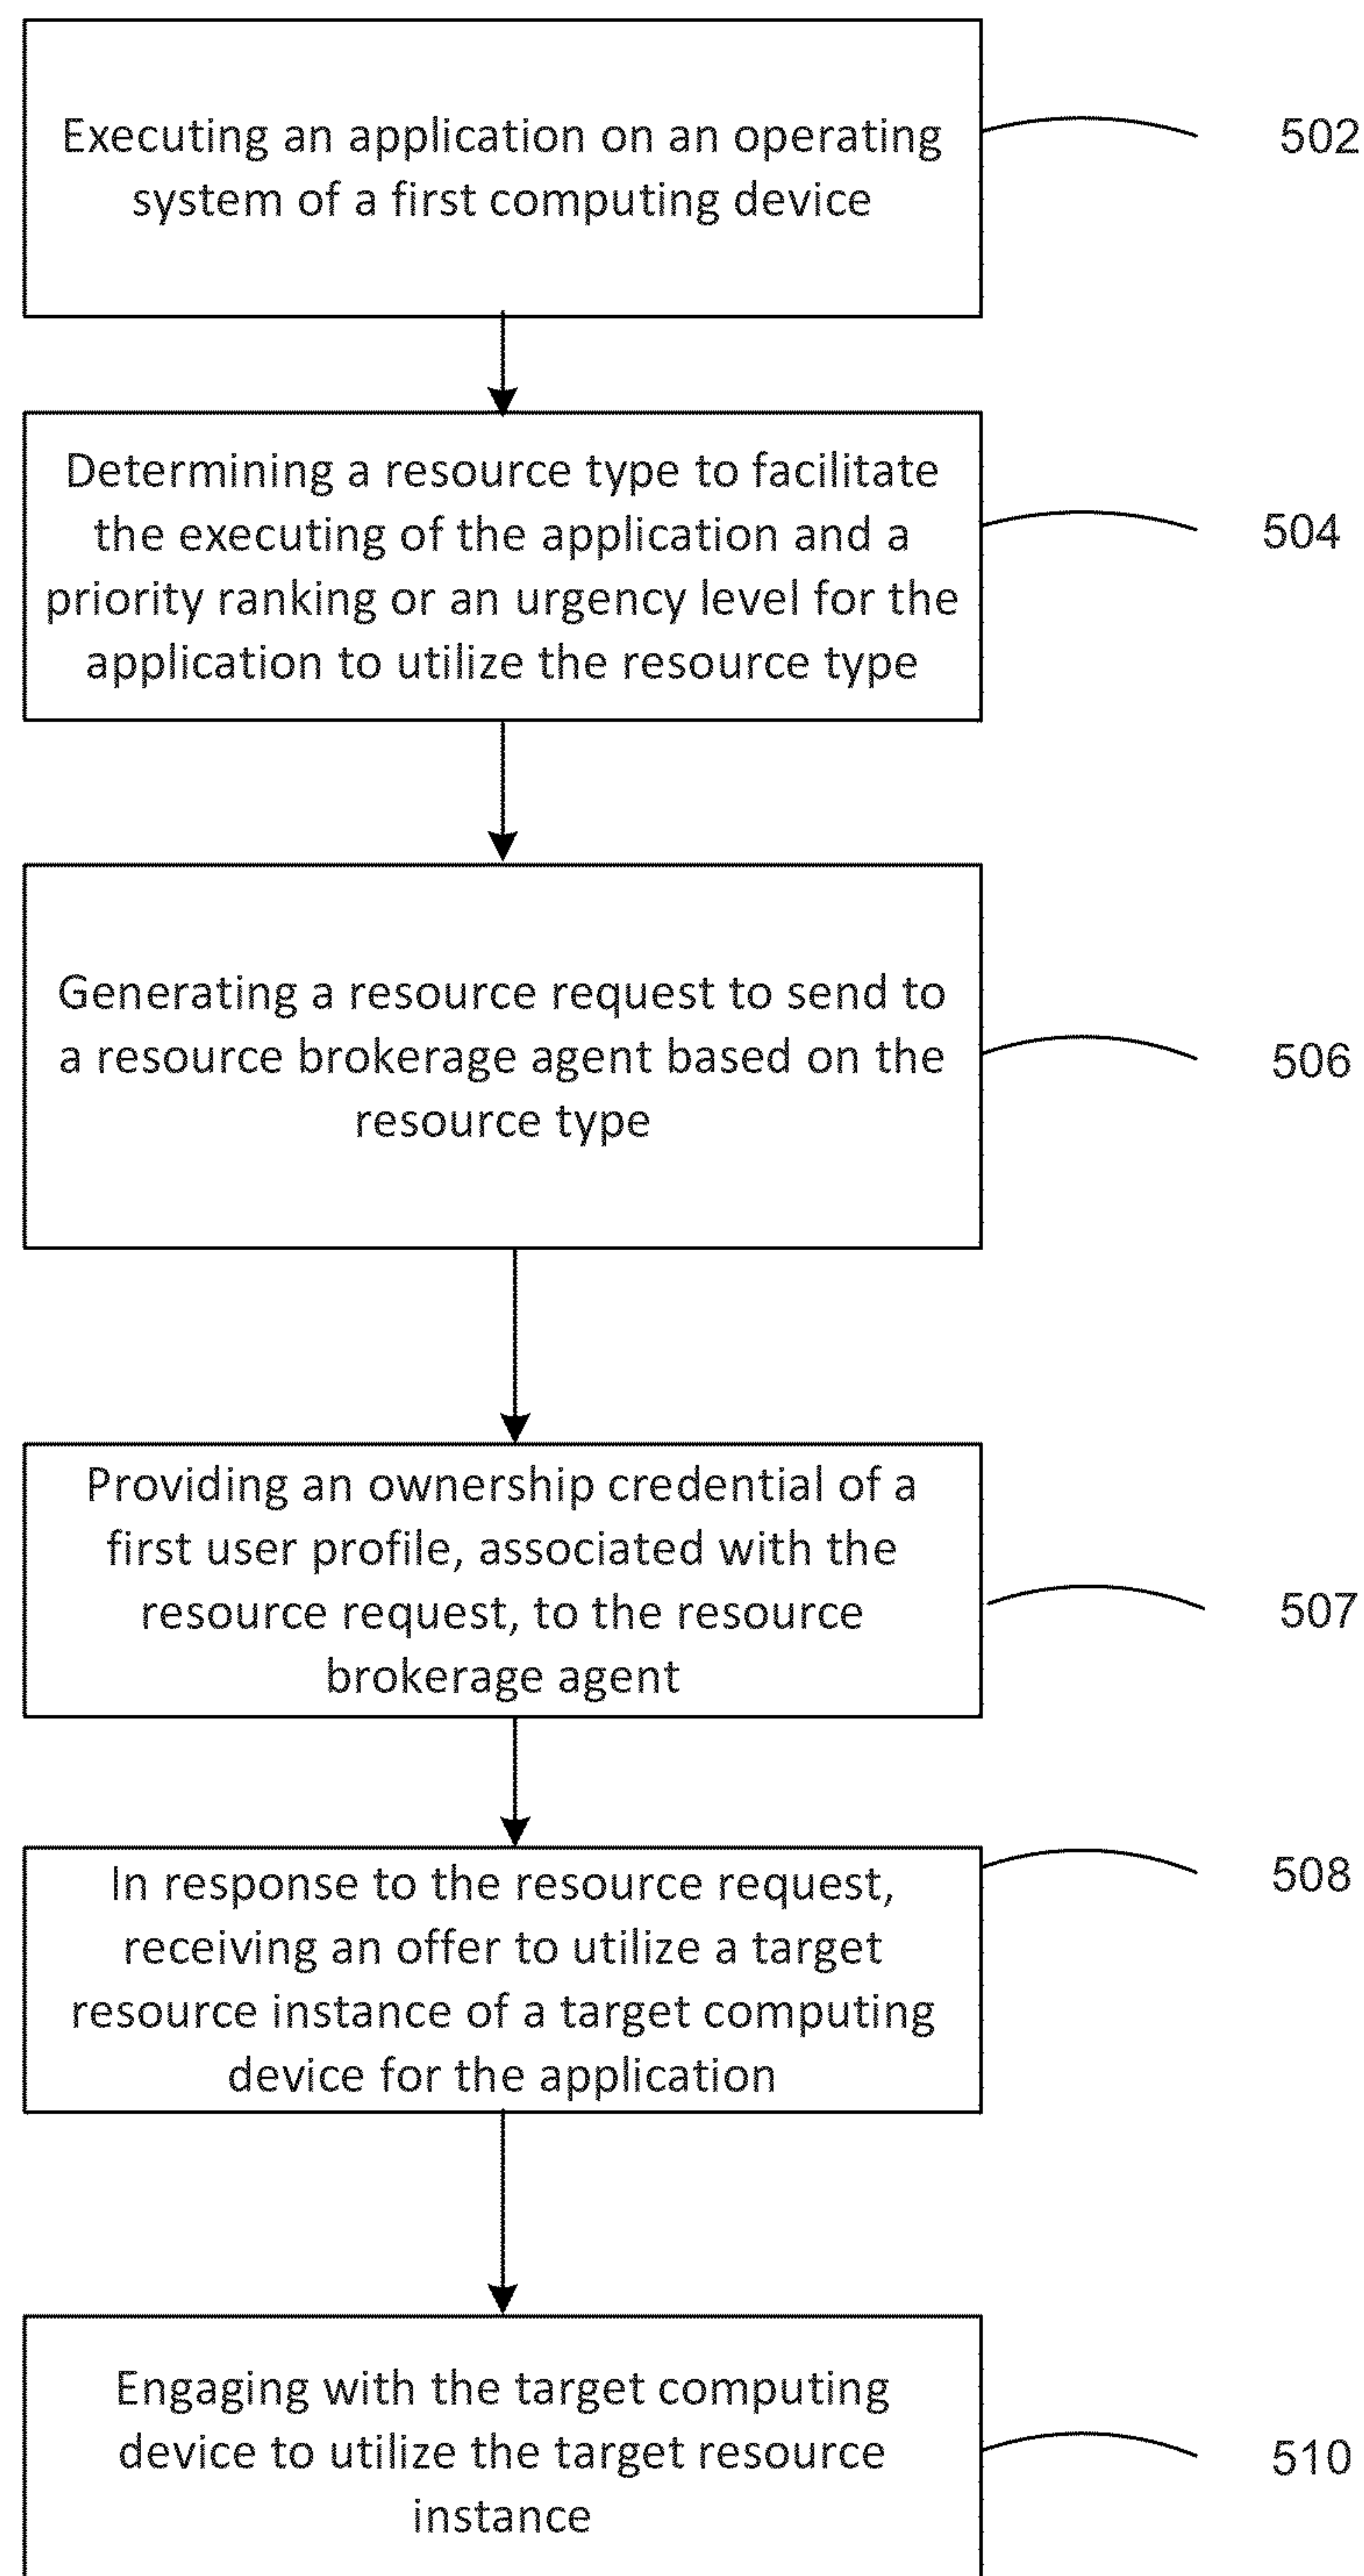 Executing an application on an operating
system of a first computing device
502
Determining a resource type to facilitate
the executing of the application and a
priority ranking or an urgency level for the
application to utilize the resource type
504
Generating a resource request to send to
a resource brokerage agent based on the
resource type
506
Providing an ownership credential of a
first user profile, associated with the
resource request, to the resource
brokerage agent
507
In response to the resource request,
receiving an offer to utilize a target
resource instance of a target computing
device for the application
508
Engaging with the target computing
device to utilize the target resource
instance
510